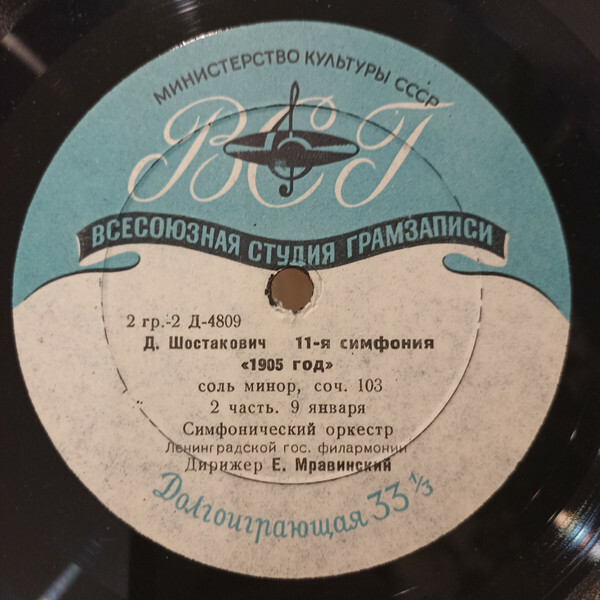 МИНИСТЕРСТВО КУЛЬТУРЫ СССР
ВСГ
ВСЕСОЮЗНАЯ СТУДИЯ ГРАМЗАПИСИ
2 гр.-2 Д-4809
Д. Шостакович 11-я симфония
«1905 год»
соль минор, соч. 103
2 часть. 9 января
Симфонический оркестр
Ленинградской гос. филармонии
Дирижер Е. Мравинский
Долгоиграющая 33 1/3